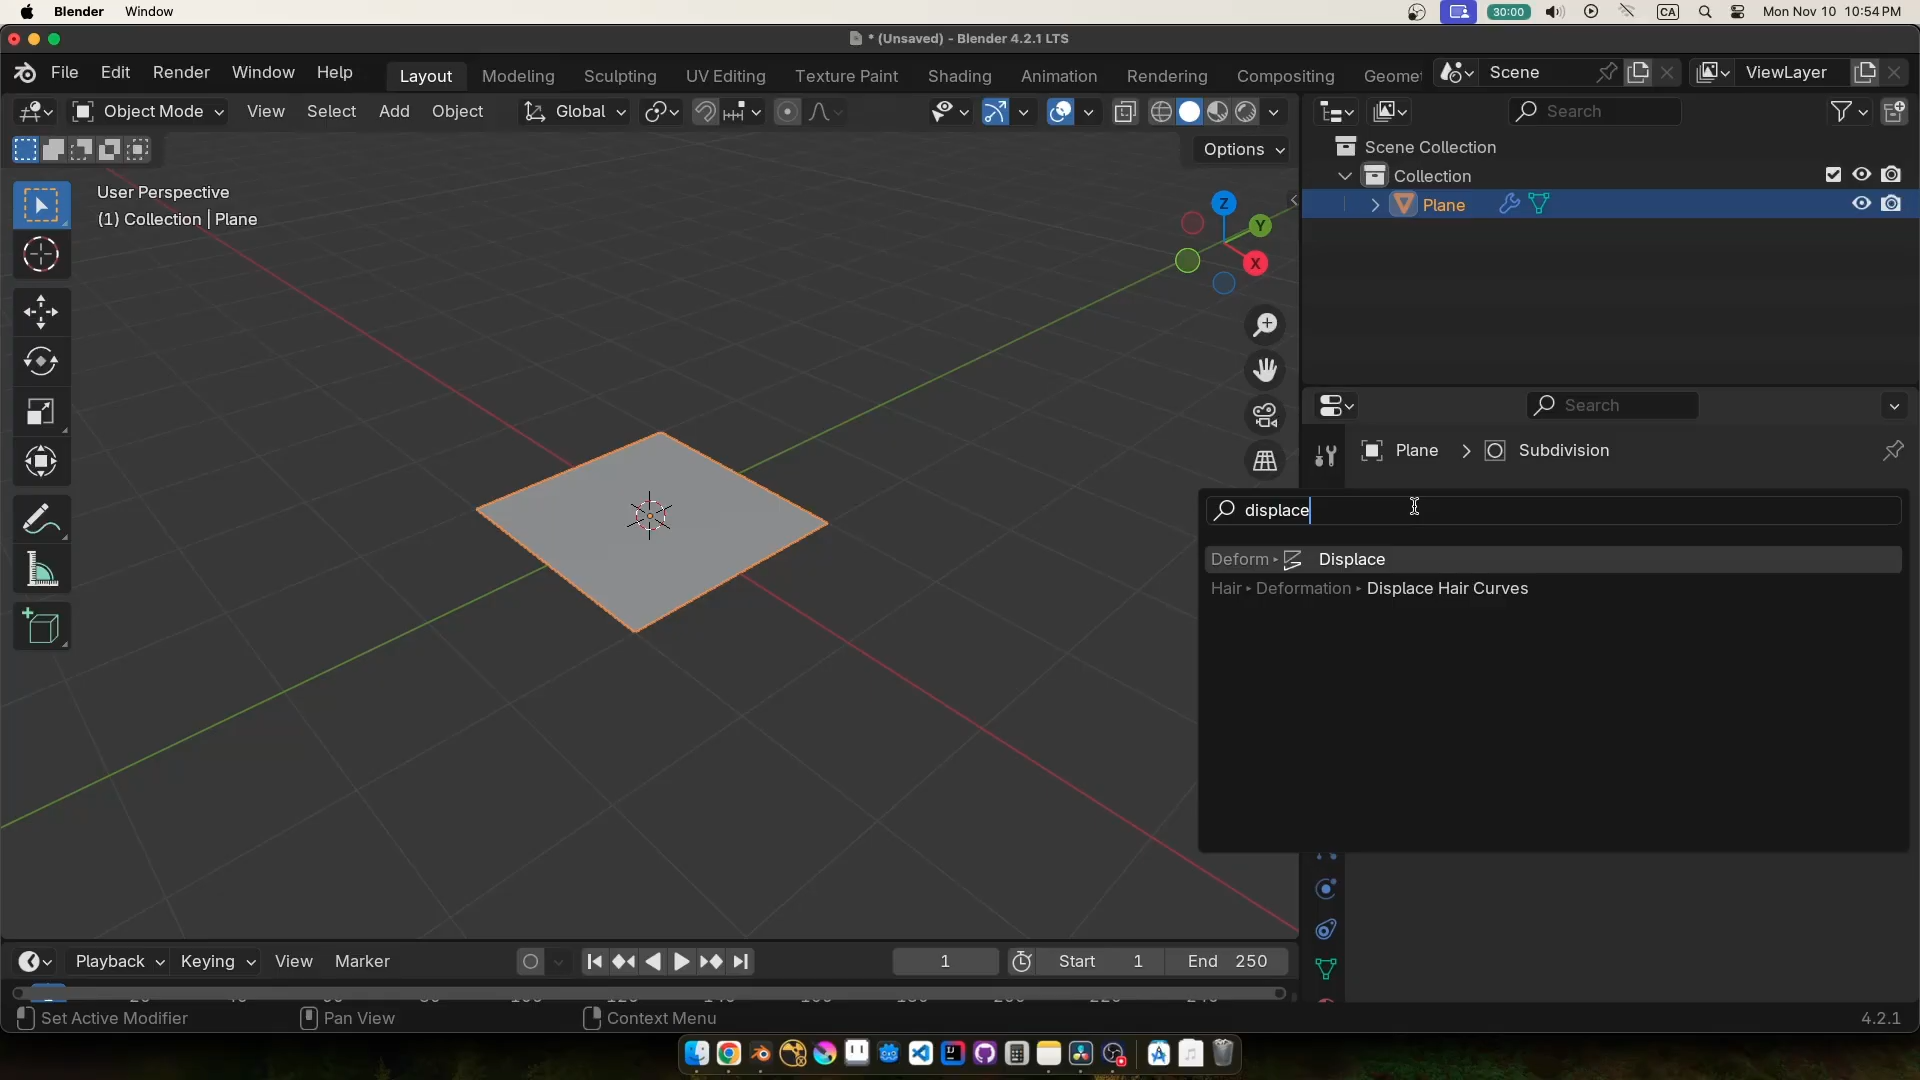 Blender Window 30:00 CA Mon Nov 10 10:54 PM
* (Unsaved) - Blender 4.2.1 LTS
File Edit Render Window Help Layout Modeling Sculpting UV Editing Texture Paint Shading Animation Rendering Compositing Geomet Scene ViewLayer
Object Mode View Select Add Object Global Search
Options
Scene Collection
Collection
Plane
User Perspective
(1) Collection | Plane
Z
Y
X
Search
Plane > Subdivision
displace
Deform Displace
Hair Deformation Displace Hair Curves
Playback Keying View Marker 1 Start 1 End 250
Set Active Modifier Pan View Context Menu 4.2.1